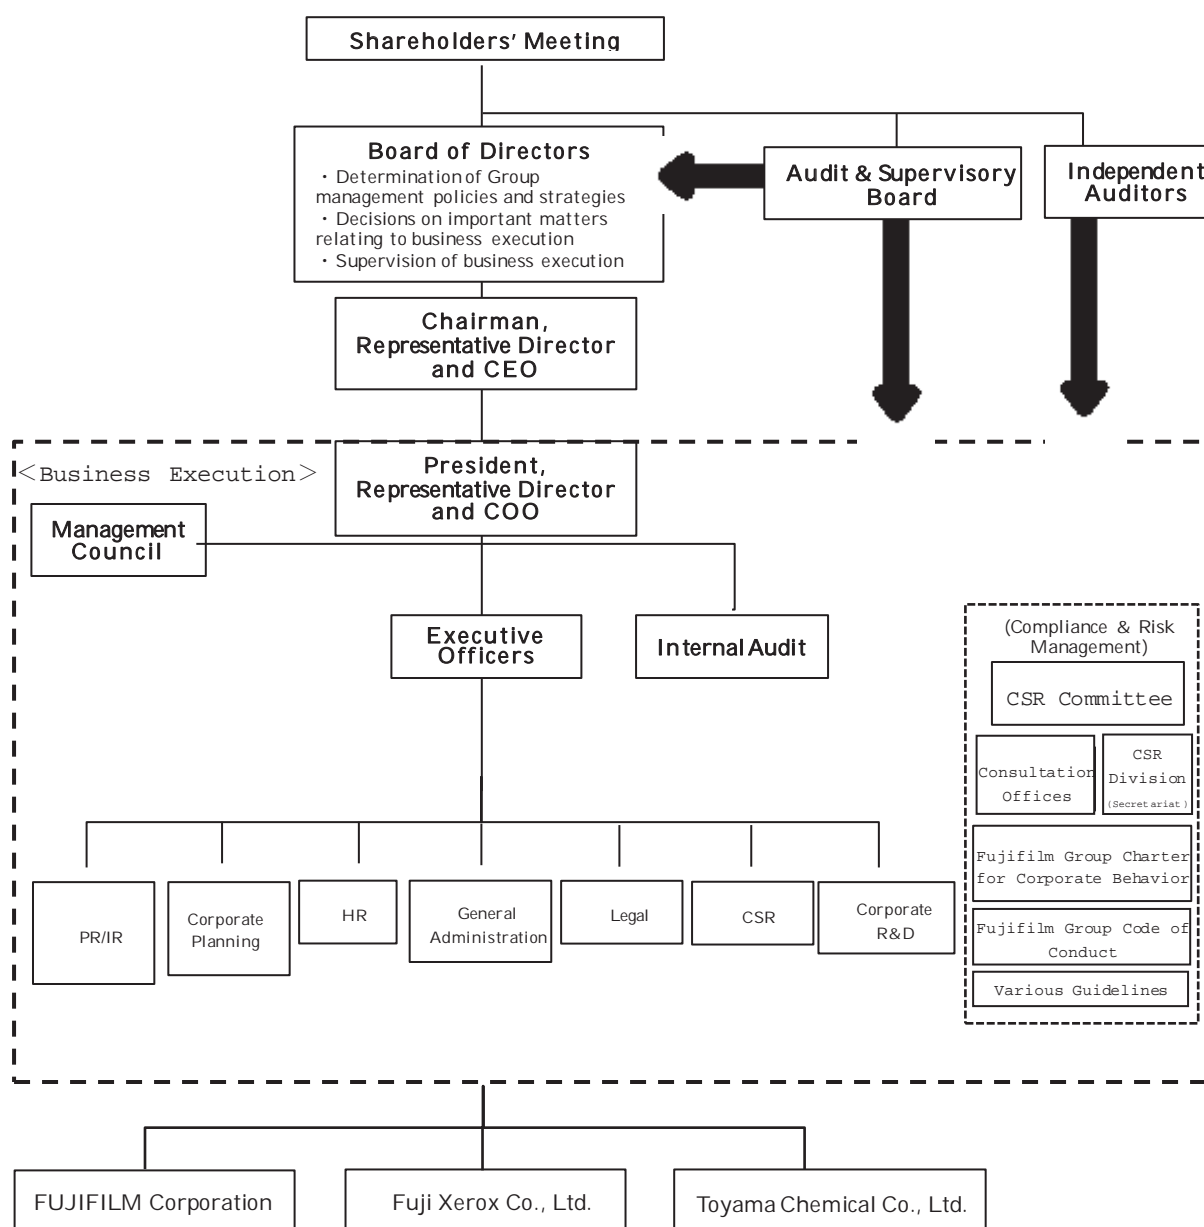 Shareholders’ Meeting
Board of Directors
・Determination of Group
management policies and strategies
・Decisions on important matters
relating to business execution
・Supervision of business execution
Audit & Supervisory
Board
Independent
Auditors
Chairman,
Representative Director
and CEO
<Business Execution>
President,
Representative Director
and COO
Management
Council
Executive
Officers
Internal Audit
(Compliance & Risk
Management)
CSR Committee
Consultation
Offices
CSR
Division
(Secretariat)
Fujifilm Group Charter
for Corporate Behavior
Fujifilm Group Code of
Conduct
Various Guidelines
PR/IR
Corporate
Planning
HR
General
Administration
Legal
CSR
Corporate
R&D
FUJIFILM Corporation
Fuji Xerox Co., Ltd.
Toyama Chemical Co., Ltd.